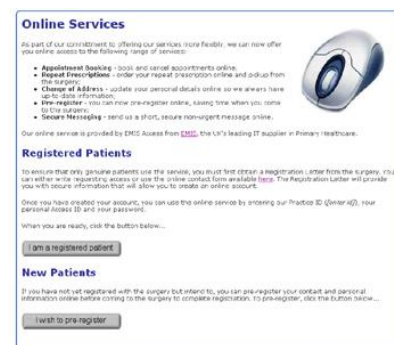 Online Services
As part of our commitment to offering our services more flexibly, we can now offer
you online access to the following range of services:
• Appointment Booking - book and cancel appointments online.
• Repeat Prescriptions - order your repeat prescription online and pickup from
the surgery;
• Change of Address - update your personal details online so we always have
up-to-date information;
• Pre-register - you can now pre-register online, saving time when you come
to the surgery;
• Secure Messaging - send us a short, secure non-urgent message online.
Our online service is provided by EMIS Access from EMIS, the UK's leading IT supplier in Primary Healthcare.
Registered Patients
To ensure that only genuine patients use the service, you must first obtain a Registration Letter from the surgery. You
can either write requesting access or use the online contact form available here. The Registration Letter will provide
you with secure information that will allow you to create an online account.
Once you have created your account, you can use the online service by entering our Practice ID your
personal Access ID and your password.
When you are ready, click the button below...
I am a registered patient
New Patients
If you have not yet registered with the surgery but intend to, you can pre-register your contact and personal
information online before coming to the surgery to complete registration. To pre-register, click the button below...
I wish to pre-register